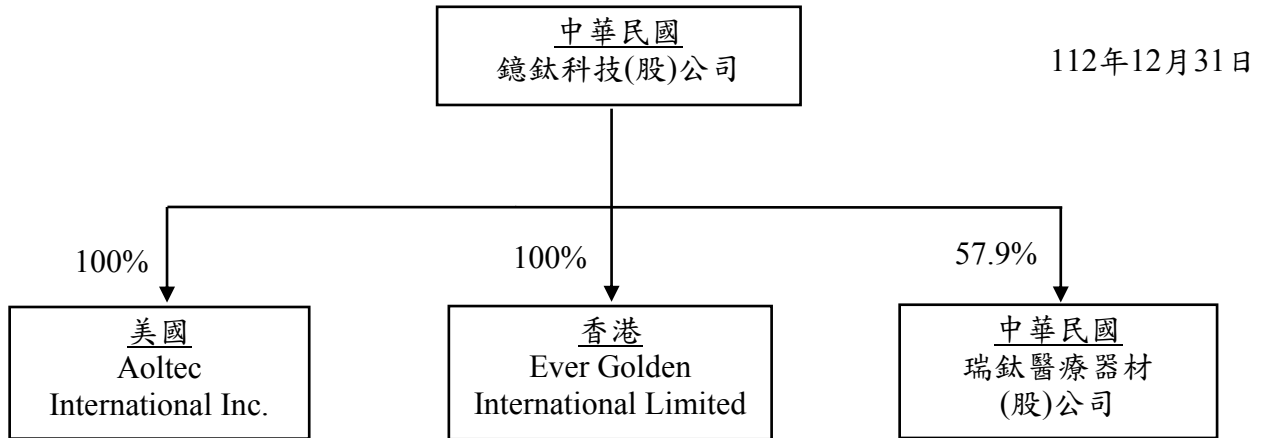 中華民國
鐿鈦科技(股)公司
112年12月31日
100%
100%
57.9%
美國
Aoltec
International Inc.
香港
Ever Golden
International Limited
中華民國
瑞鈦醫療器材
(股)公司